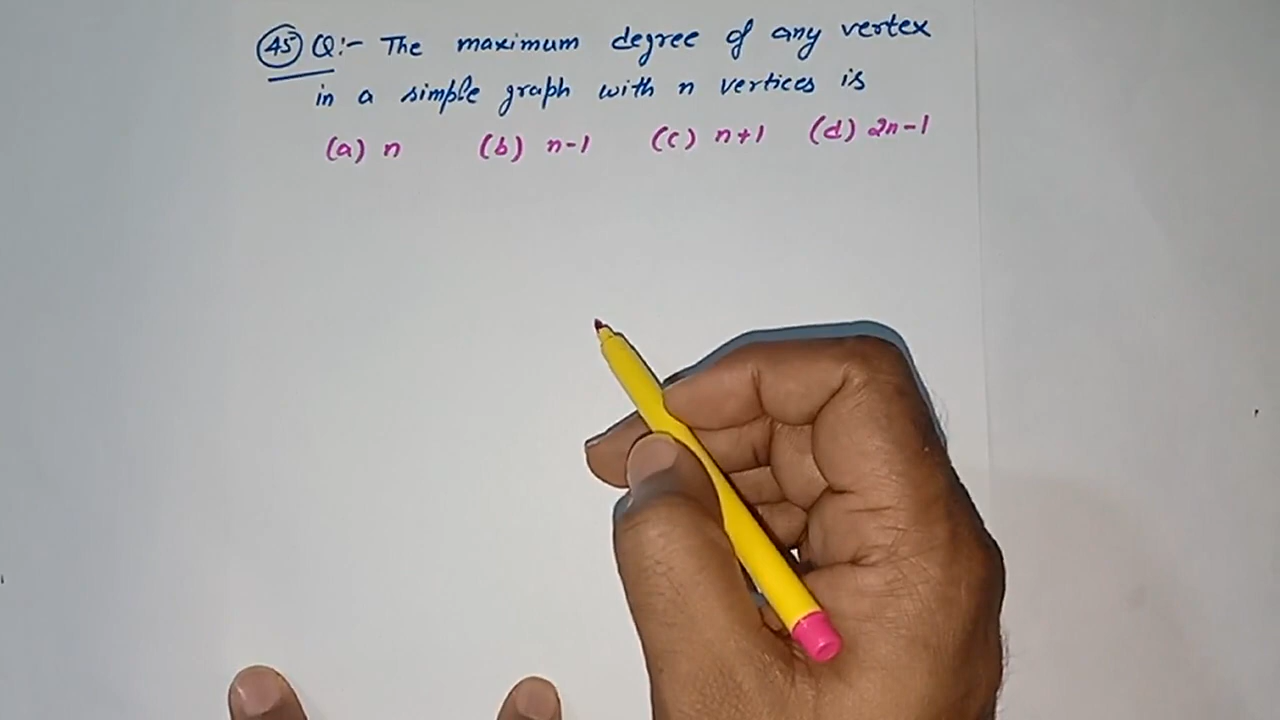 45 Q:- The maximum degree of any vertex
in a simple graph with n vertices is
(a) n (b) n-1 (c) n+1 (d) 2n-1